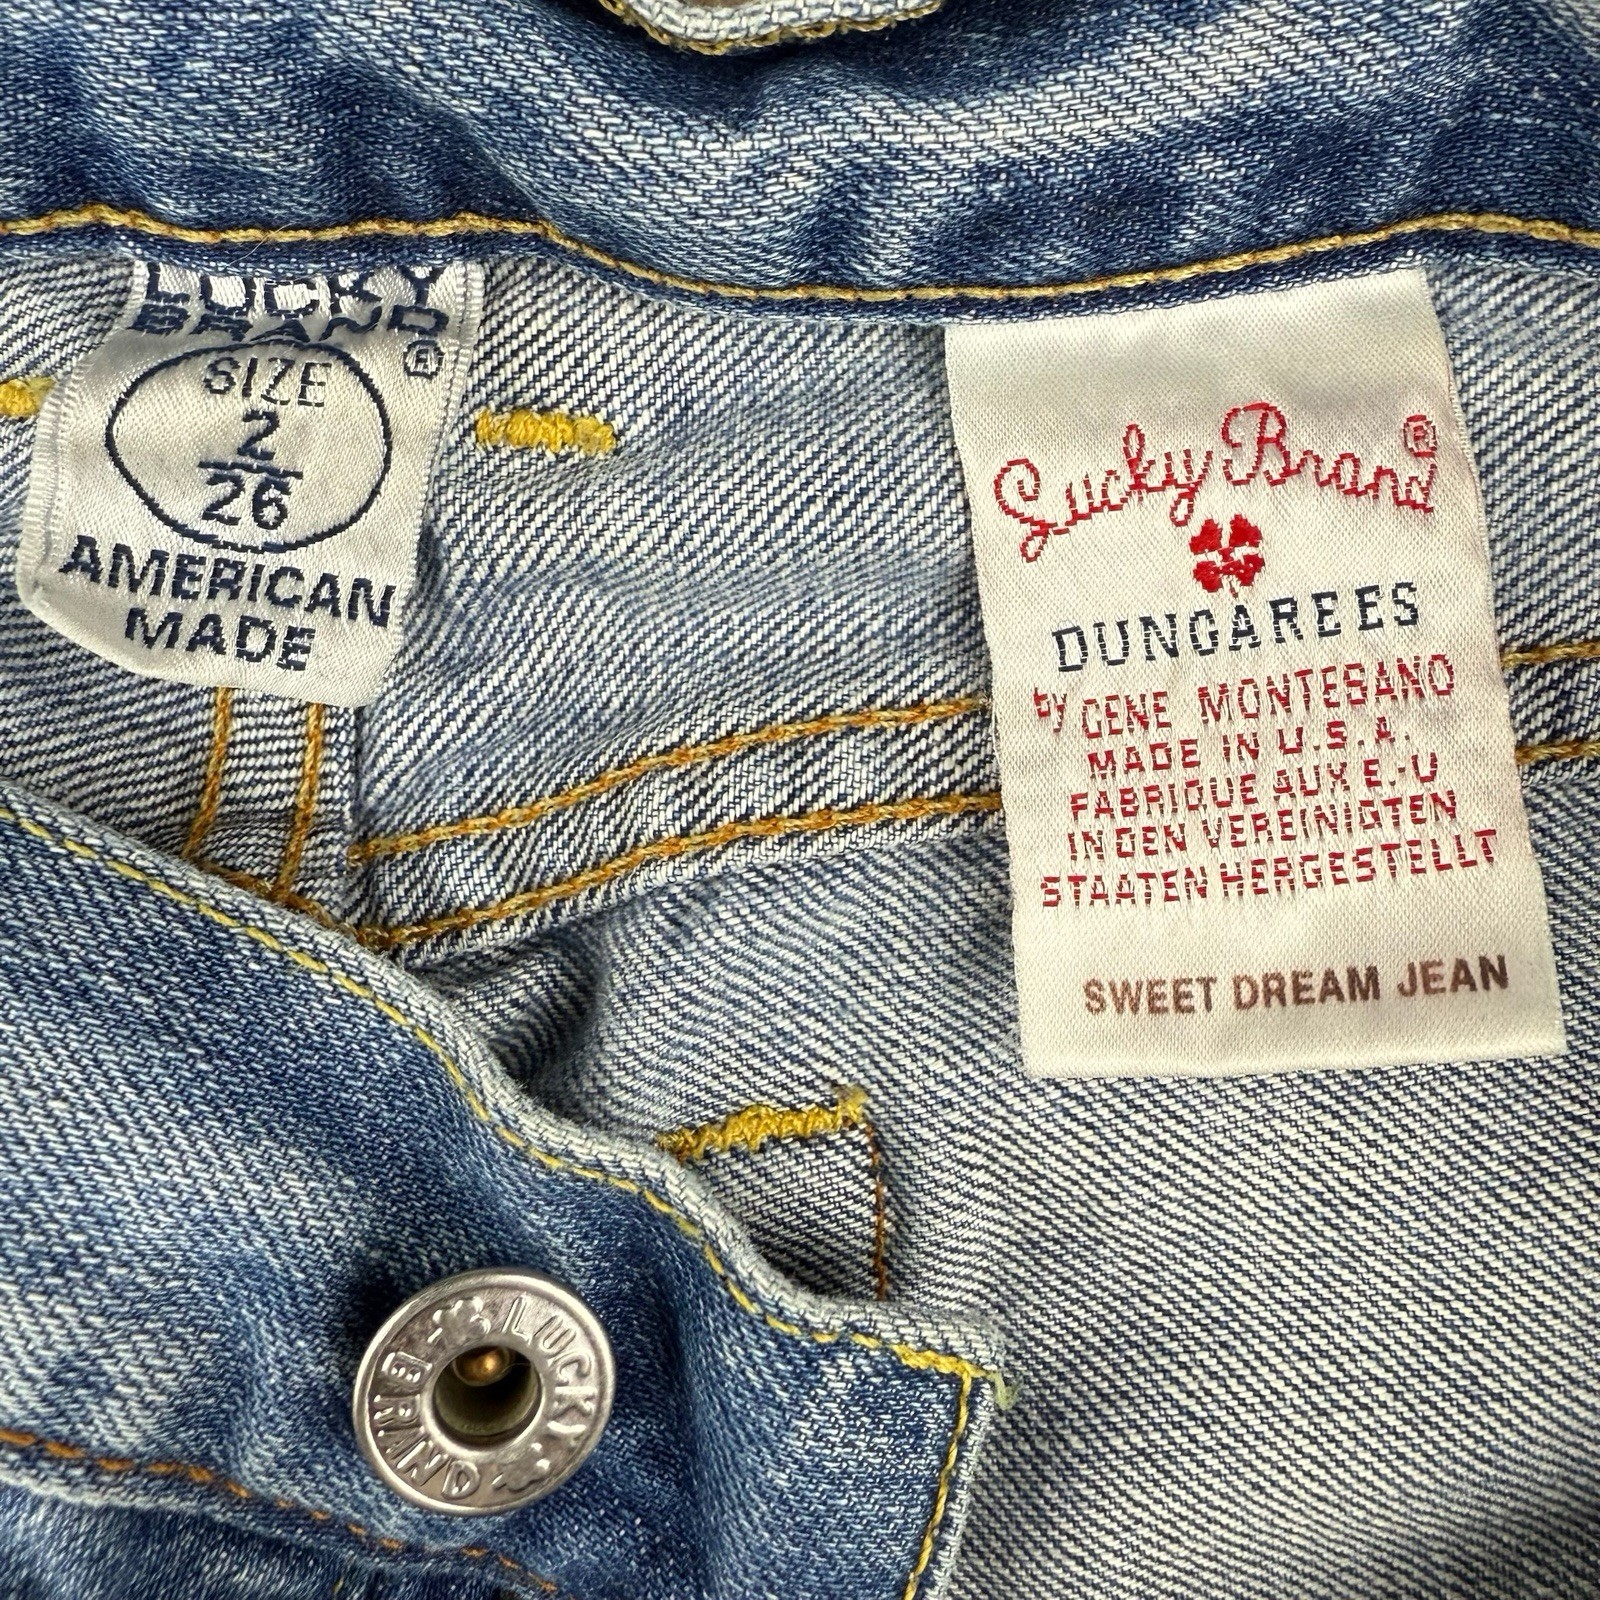 LUCKY
BRAND®
SIZE
2
26
AMERICAN
MADE
Lucky Brand®
DUNGAREES
by GENE MONTESANO
MADE IN U.S.A.
FABRIQUE AUX E.-U
IN DEN VEREINIGTEN
STAATEN HERGESTELLT
SWEET DREAM JEAN
LUCKY
BRAND